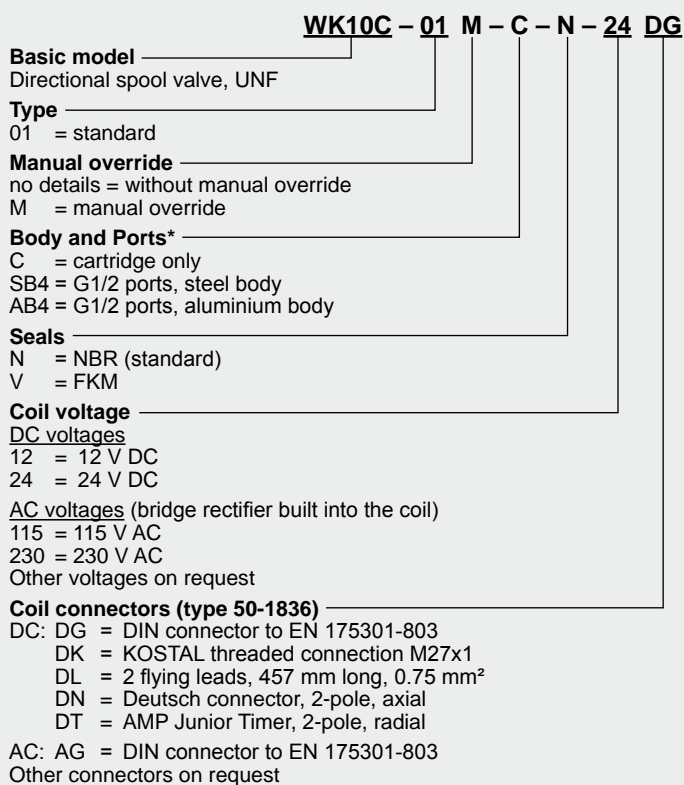 WK10C – 01 M – C – N – 24 DG
Basic model
Directional spool valve, UNF
Type
01 = standard
Manual override
no details = without manual override
M = manual override
Body and Ports*
C = cartridge only
SB4 = G1/2 ports, steel body
AB4 = G1/2 ports, aluminium body
Seals
N = NBR (standard)
V = FKM
Coil voltage
DC voltages
12 = 12 V DC
24 = 24 V DC
AC voltages (bridge rectifier built into the coil)
115 = 115 V AC
230 = 230 V AC
Other voltages on request
Coil connectors (type 50-1836)
DC: DG = DIN connector to EN 175301-803
DK = KOSTAL threaded connection M27x1
DL = 2 flying leads, 457 mm long, 0.75 mm²
DN = Deutsch connector, 2-pole, axial
DT = AMP Junior Timer, 2-pole, radial
AC: AG = DIN connector to EN 175301-803
Other connectors on request